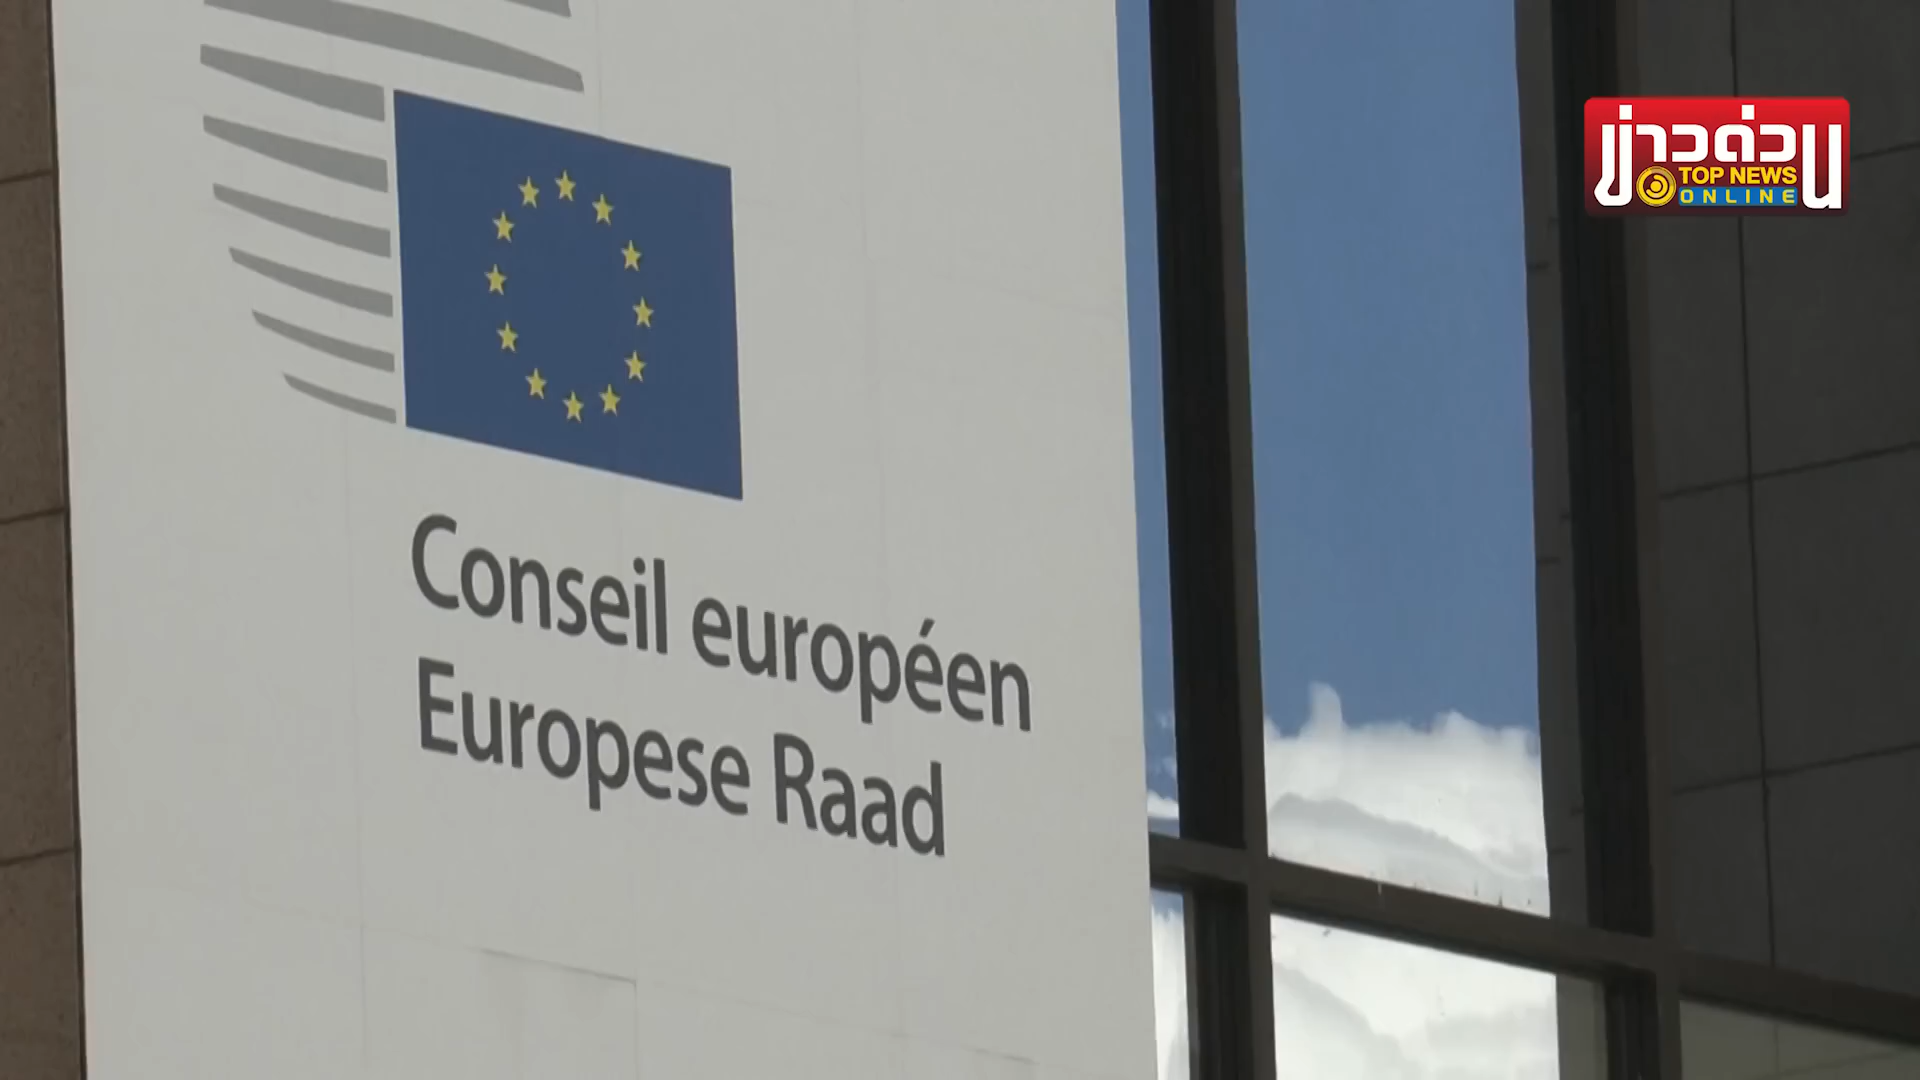 ข่าวด่วน
TOP NEWS
ONLINE
Conseil européen
Europese Raad